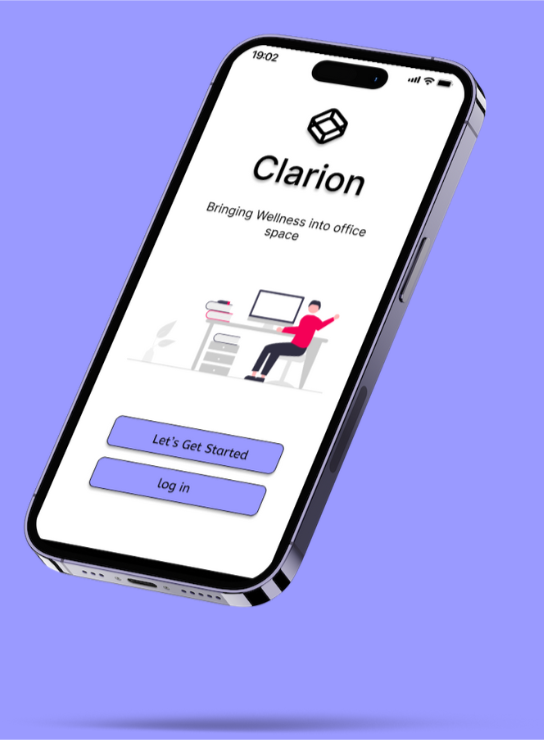 19:02
Clarion
Bringing Wellness into office
space
Let's Get Started
log in